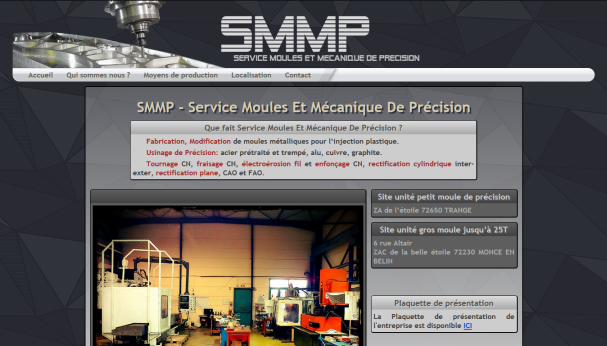 SMMP
SERVICE MOULES ET MECANIQUE DE PRECISION
Accueil Qui sommes nous ? Moyens de production Localisation Contact
SMMP - Service Moules Et Mécanique De Précision
Que fait Service Moules Et Mécanique De Précision ?
Fabrication, Modification de moules métalliques pour l'injection plastique.
Usinage de Précision: acier prétraité et trempé, alu, cuivre, graphite.
Tournage CN, fraisage CN, électroérosion fil et enfonçage CN, rectification cylindrique inter-
exter, rectification plane, CAO et FAO.
Site unité petit moule de précision
ZA de l'étoile 72650 TRANGE
Site unité gros moule jusqu'à 25T
6 rue Altair
ZAC de la belle étoile 72230 MONCE EN
BELIN
Plaquette de présentation
La Plaquette de présentation de
l'entreprise est disponible ICI